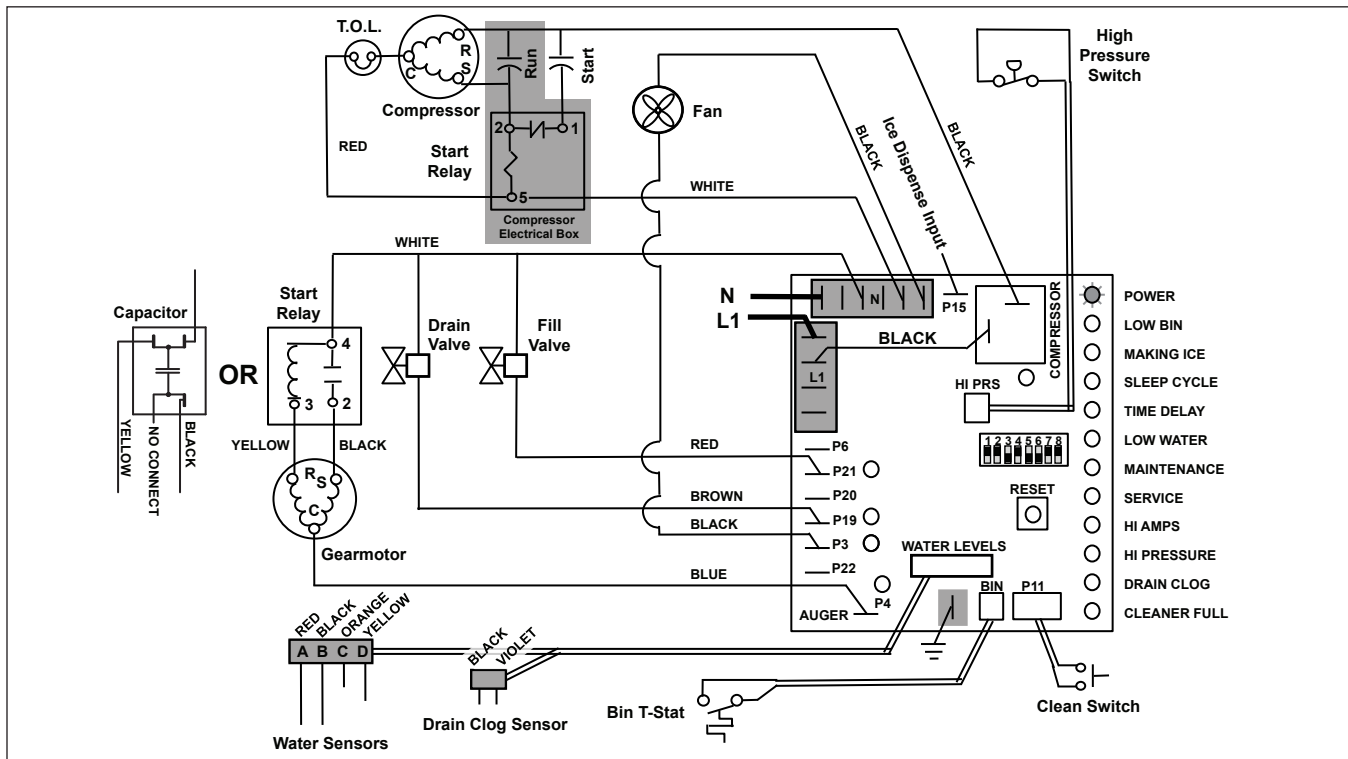 T.O.L.
R
S
C
Compressor
Run
Start
RED
2
1
Start
Relay
5
Compressor
Electrical Box
Fan
WHITE
BLACK
Ice Dispense Input
BLACK
High
Pressure
Switch
WHITE
Capacitor
YELLOW
NO CONNECT
BLACK
OR
Start
Relay
4
3
2
YELLOW
BLACK
R
S
C
Gearmotor
Drain
Valve
Fill
Valve
N
L1
N
P15
COMPRESSOR
BLACK
L1
HI PRS
1 2 3 4 5 6 7 8
RESET
RED
P6
P21
P20
BROWN
P19
BLACK
P3
P22
BLUE
P4
AUGER
WATER LEVELS
BIN
P11
POWER
LOW BIN
MAKING ICE
SLEEP CYCLE
TIME DELAY
LOW WATER
MAINTENANCE
SERVICE
HI AMPS
HI PRESSURE
DRAIN CLOG
CLEANER FULL
RED
BLACK
ORANGE
YELLOW
A B C D
Water Sensors
BLACK
VIOLET
Drain Clog Sensor
Bin T-Stat
Clean Switch